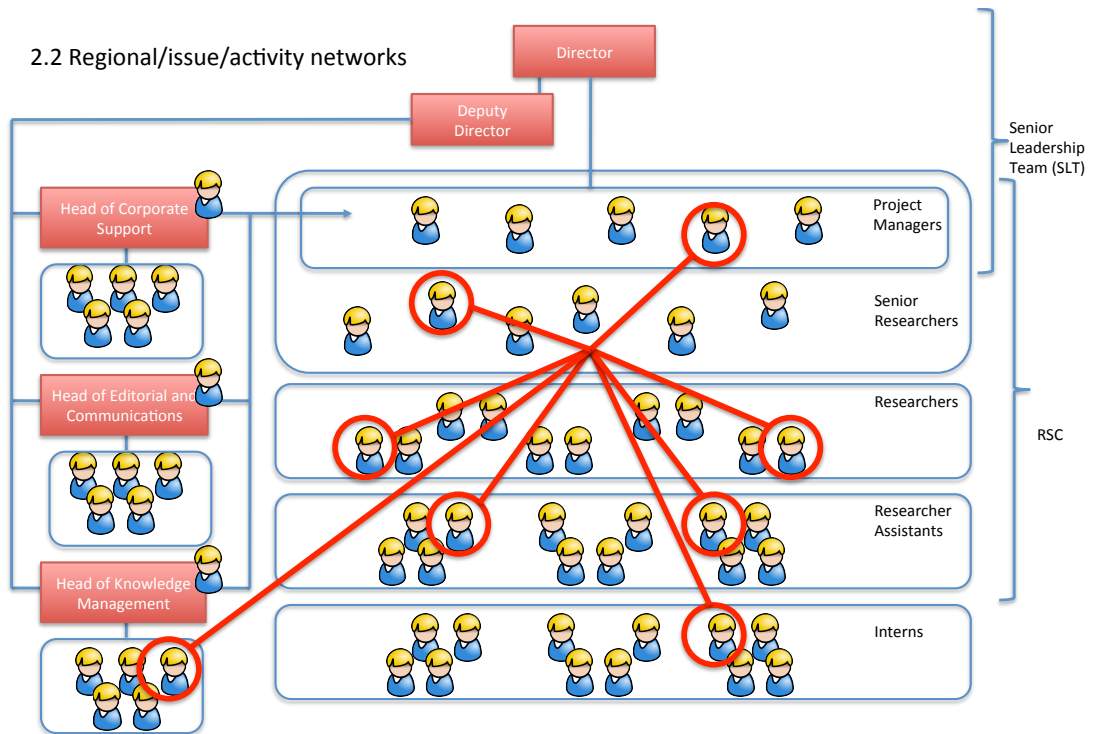 2.2 Regional/issue/activity networks
Director
Deputy
Director
Senior
Leadership
Team (SLT)
Head of Corporate
Support
Project
Managers
Senior
Researchers
Head of Editorial and
Communications
Researchers
RSC
Researcher
Assistants
Head of Knowledge
Management
Interns